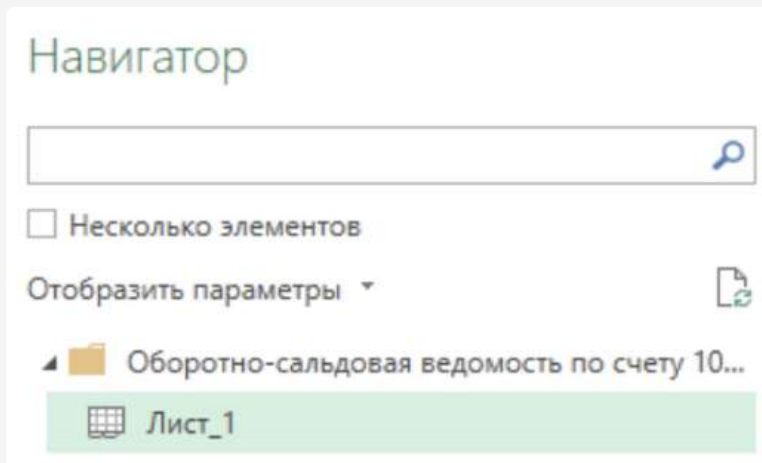 Навигатор
Несколько элементов
Отобразить параметры
Оборотно-сальдовая ведомость по счету 10...
Лист_1